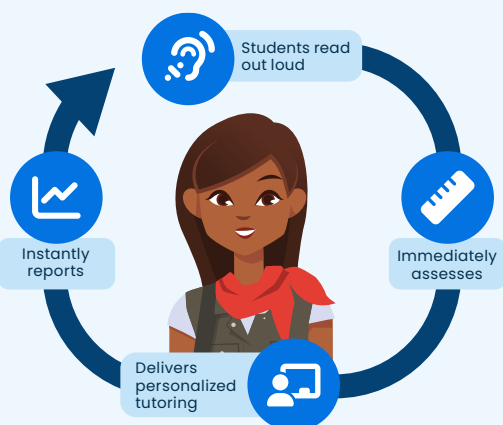 Students read
out loud
Immediately
assesses
Delivers
personalized
tutoring
Instantly
reports